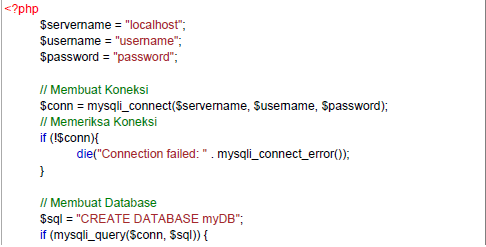 <?php
$servername = "localhost";
$username = "username";
$password = "password";
// Membuat Koneksi
$conn = mysqli_connect($servername, $username, $password);
// Memeriksa Koneksi
if (!$conn){
die("Connection failed: " . mysqli_connect_error());
}
// Membuat Database
$sql = "CREATE DATABASE myDB";
if (mysqli_query($conn, $sql)) {